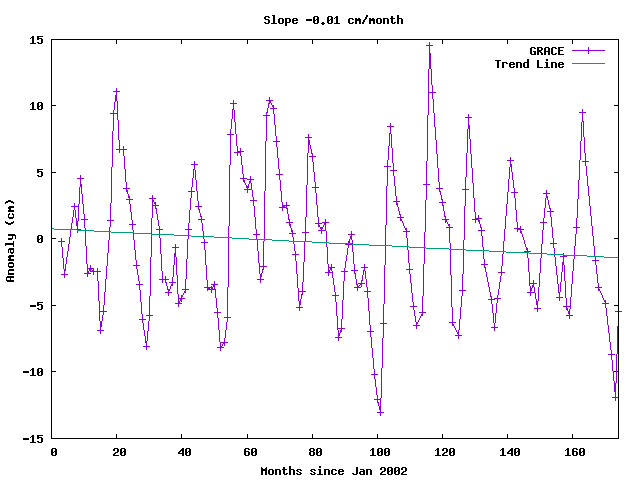 Slope -0.01 cm/month
GRACE
Trend Line
Anomaly (cm)
15
10
5
0
-5
-10
-15
0 20 40 60 80 100 120 140 160
Months since Jan 2002